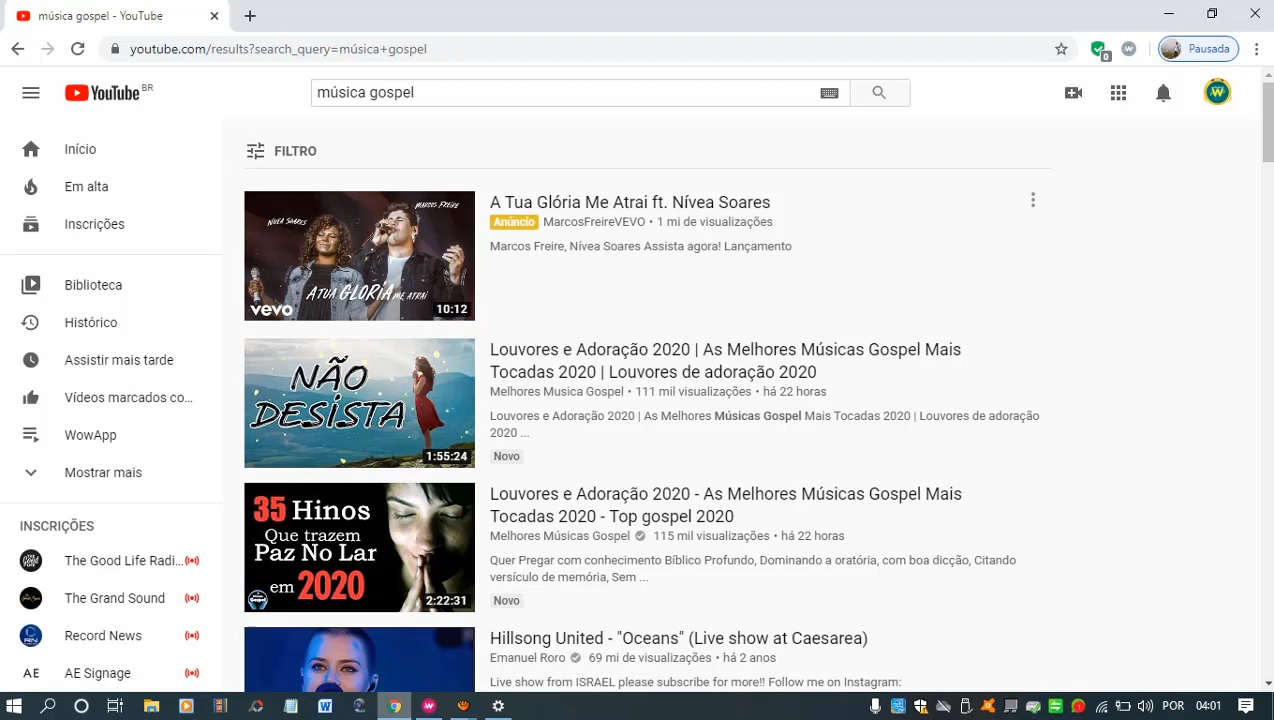 música gospel - YouTube
youtube.com/results?search_query=música+gospel
0
Pausada
YouTube BR
música gospel
Início
Em alta
Inscrições
Biblioteca
Histórico
Assistir mais tarde
Vídeos marcados co...
WowApp
Mostrar mais
INSCRIÇÕES
The Good Life Radi...
The Grand Sound
Record News
AE
AE Signage
FILTRO
NÍVEA SOARES
MARCOS FREIRE
A TUA GLÓRIA ME ATRAI
vevo
10:12
A Tua Glória Me Atrai ft. Nívea Soares
Anúncio MarcosFreireVEVO • 1 mi de visualizações
Marcos Freire, Nívea Soares Assista agora! Lançamento
NÃO
DESISTA
1:55:24
Louvores e Adoração 2020 | As Melhores Músicas Gospel Mais
Tocadas 2020 | Louvores de adoração 2020
Melhores Musica Gospel • 111 mil visualizações • há 22 horas
Louvores e Adoração 2020 | As Melhores Músicas Gospel Mais Tocadas 2020 | Louvores de adoração
2020 ...
Novo
35 Hinos
Que trazem
Paz No Lar
em 2020
2:22:31
Louvores e Adoração 2020 - As Melhores Músicas Gospel Mais
Tocadas 2020 - Top gospel 2020
Melhores Músicas Gospel 115 mil visualizações • há 22 horas
Quer Pregar com conhecimento Bíblico Profundo, Dominando a oratória, com boa dicção, Citando
versículo de memória, Sem ...
Novo
Hillsong United - "Oceans" (Live show at Caesarea)
Emanuel Roro 69 mi de visualizações • há 2 anos
Live show from ISRAEL please subscribe for more!! Follow me on Instagram:
POR
04:01